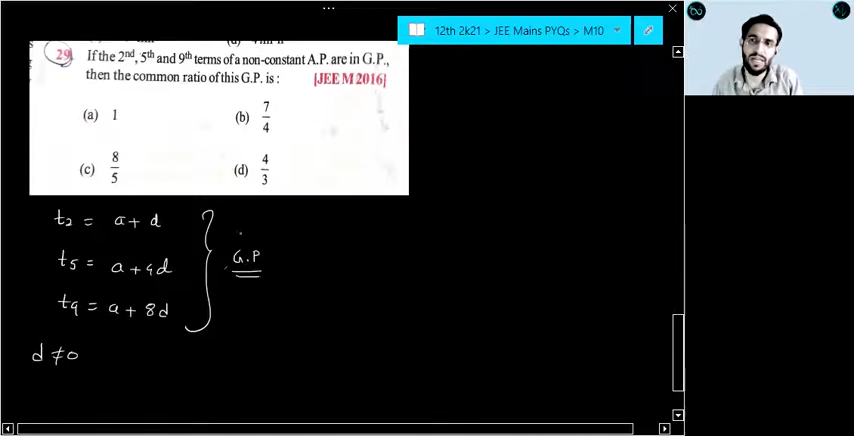 12th 2k21 > JEE Mains PYQs > M10
29. If the 2nd, 5th and 9th terms of a non-constant A.P. are in G.P.,
then the common ratio of this G.P. is : [JEE M 2016]
(a) 1 (b) 7/4
(c) 8/5 (d) 4/3
t2 = a + d
t5 = a + 4d
G.P
t9 = a + 8d
d ≠ 0